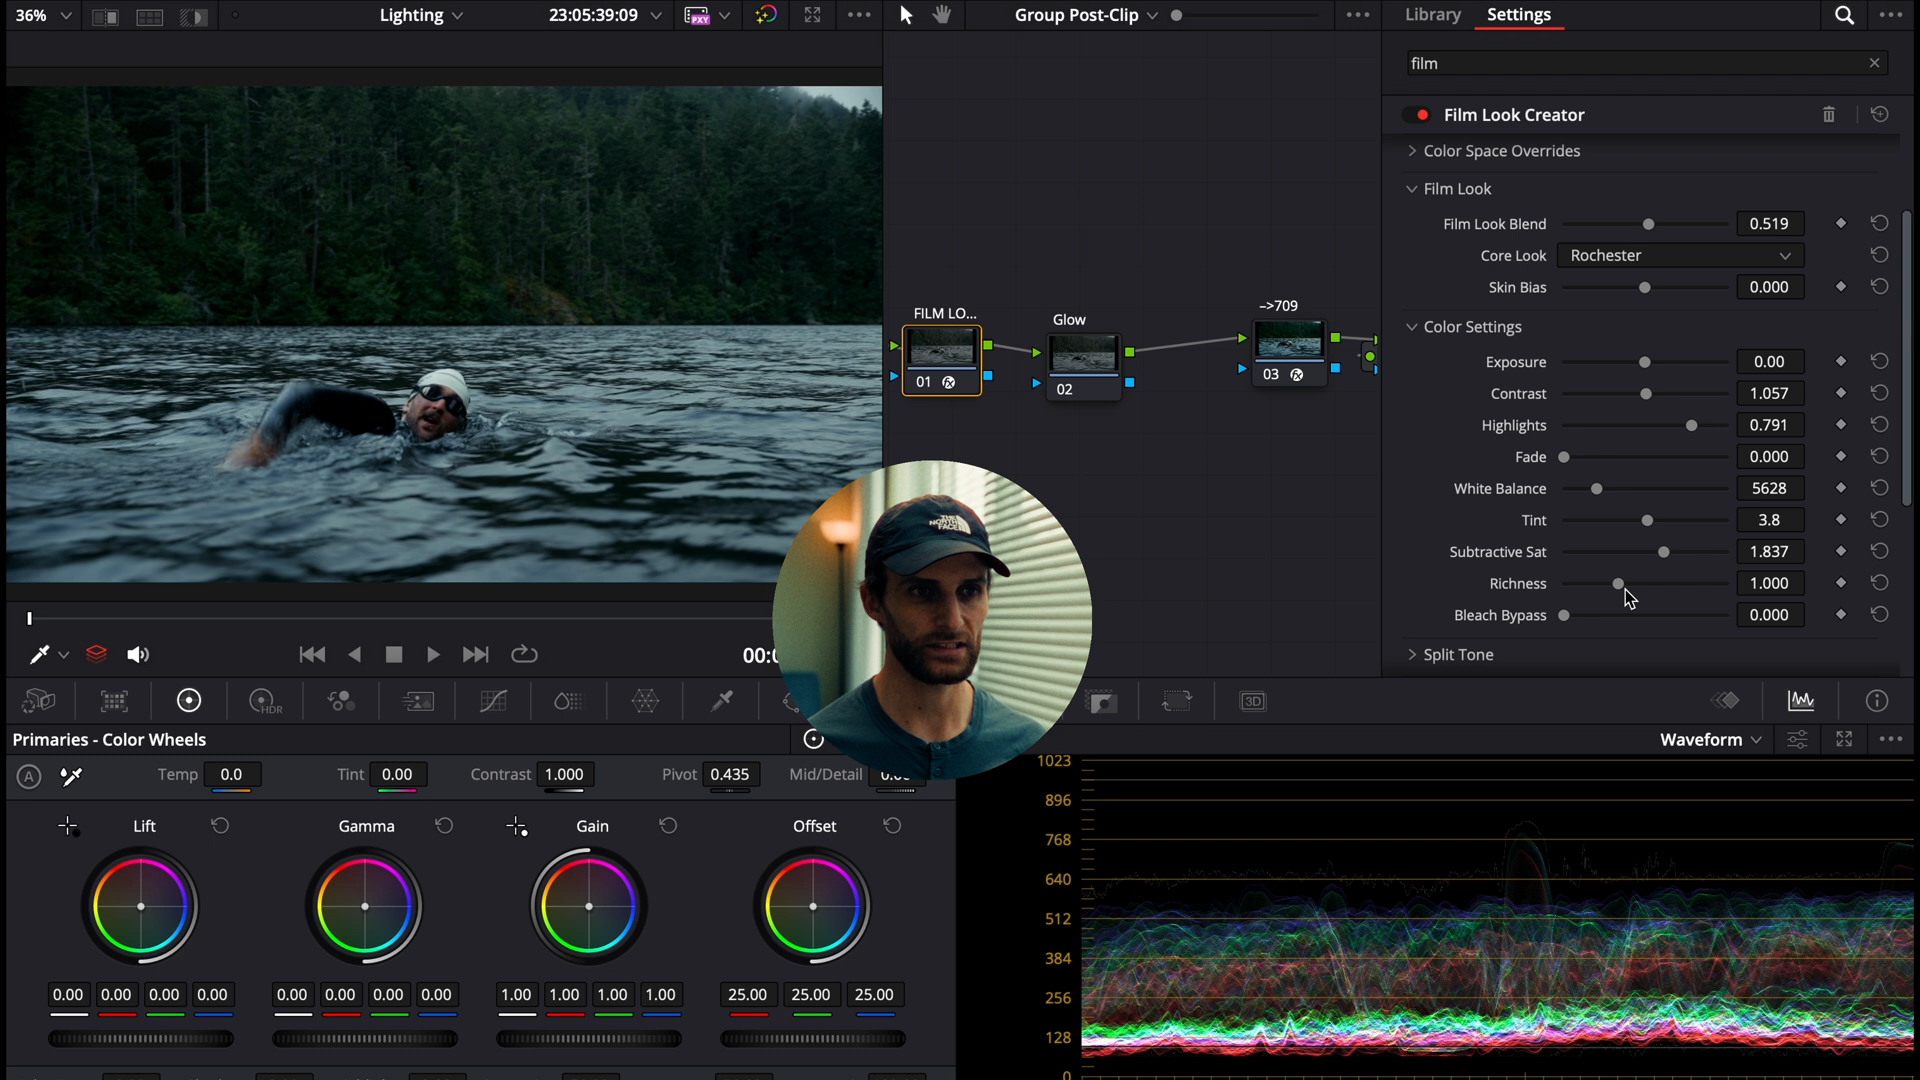 36%
Lighting
23:05:39:09
PXY
Group Post-Clip
Library
Settings
film
Film Look Creator
Color Space Overrides
Film Look
Film Look Blend 0.519
Core Look Rochester
Skin Bias 0.000
Color Settings
Exposure 0.00
Contrast 1.057
Highlights 0.791
Fade 0.000
White Balance 5628
Tint 3.8
Subtractive Sat 1.837
Richness 1.000
Bleach Bypass 0.000
Split Tone
FILM LO...
01
Glow
02
->709
03
THE NORTH FACE
00:0
HDR
3D
Primaries - Color Wheels
Waveform
A
Temp 0.0
Tint 0.00
Contrast 1.000
Pivot 0.435
Mid/Detail
Lift
Gamma
Gain
Offset
0.00 0.00 0.00 0.00
0.00 0.00 0.00 0.00
1.00 1.00 1.00 1.00
25.00 25.00 25.00
1023
896
768
640
512
384
256
128
0